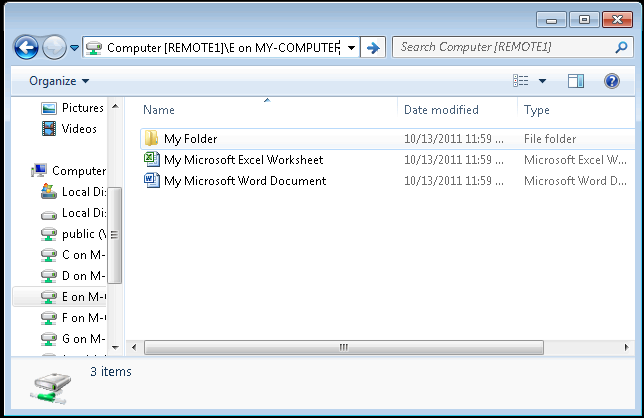 Computer [REMOTE1]\E on MY-COMPUTER
Search Computer [REMOTE1]
Organize
Pictures
Videos
Computer
Local Di
Local Di
public (\
C on M-
D on M-
E on M-
F on M-
G on M-
Name Date modified Type
My Folder 10/13/2011 11:59 ... File folder
My Microsoft Excel Worksheet 10/13/2011 11:59 ... Microsoft Excel W...
My Microsoft Word Document 10/13/2011 11:59 ... Microsoft Word D...
3 items